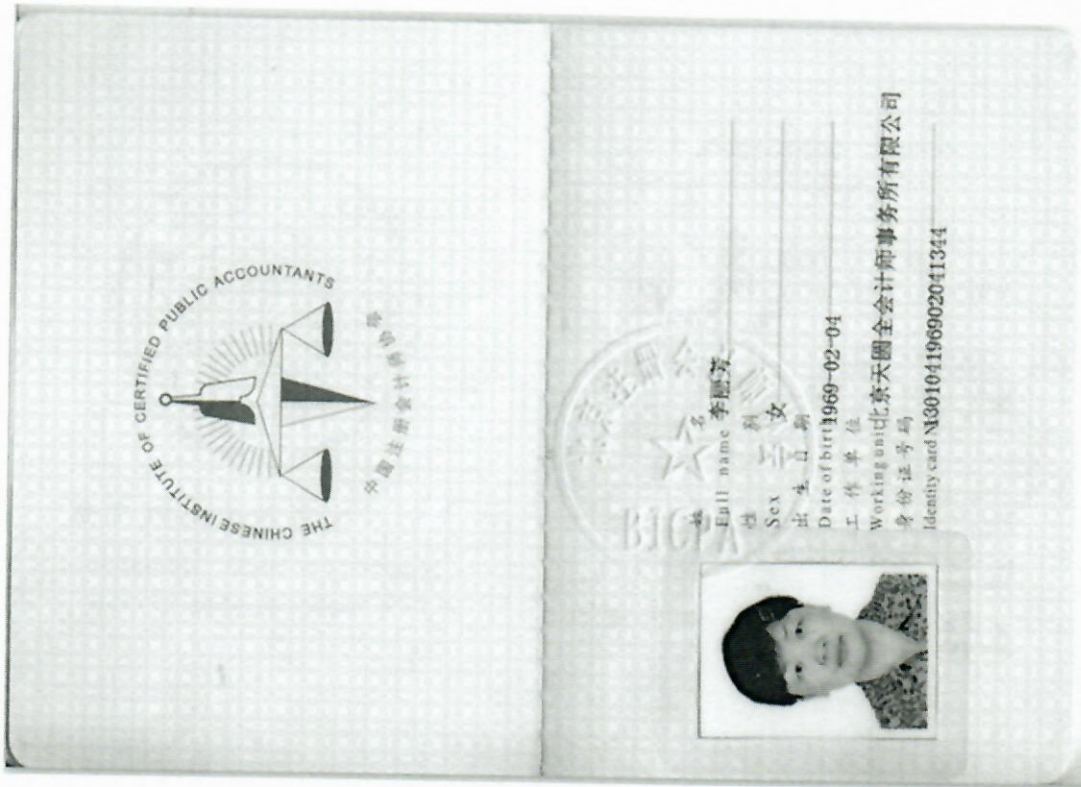 THE CHINESE INSTITUTE OF CERTIFIED PUBLIC ACCOUNTANTS
中国注册会计师协会
BICPA
姓 名
Full name 李丽芳
性 别
Sex 女
出 生 日 期
Date of birth 1969-02-04
工 作 单 位
Working unit 北京天圆全会计师事务所有限公司
身 份 证 号 码
Identity card N 130104196902041344